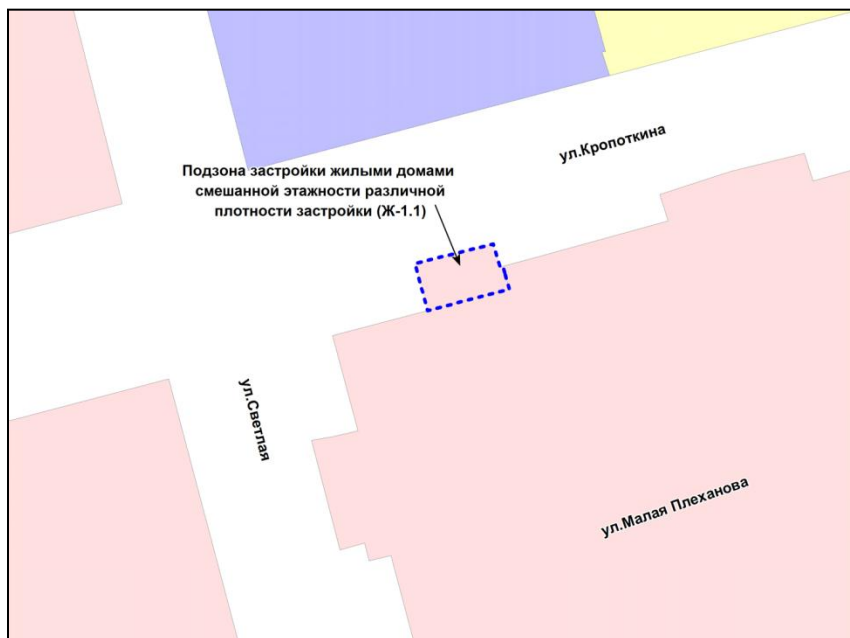 ул.Кропоткина
Подзона застройки жилыми домами
смешанной этажности различной
плотности застройки (Ж-1.1)
ул.Светлая
ул.Малая Плеханова